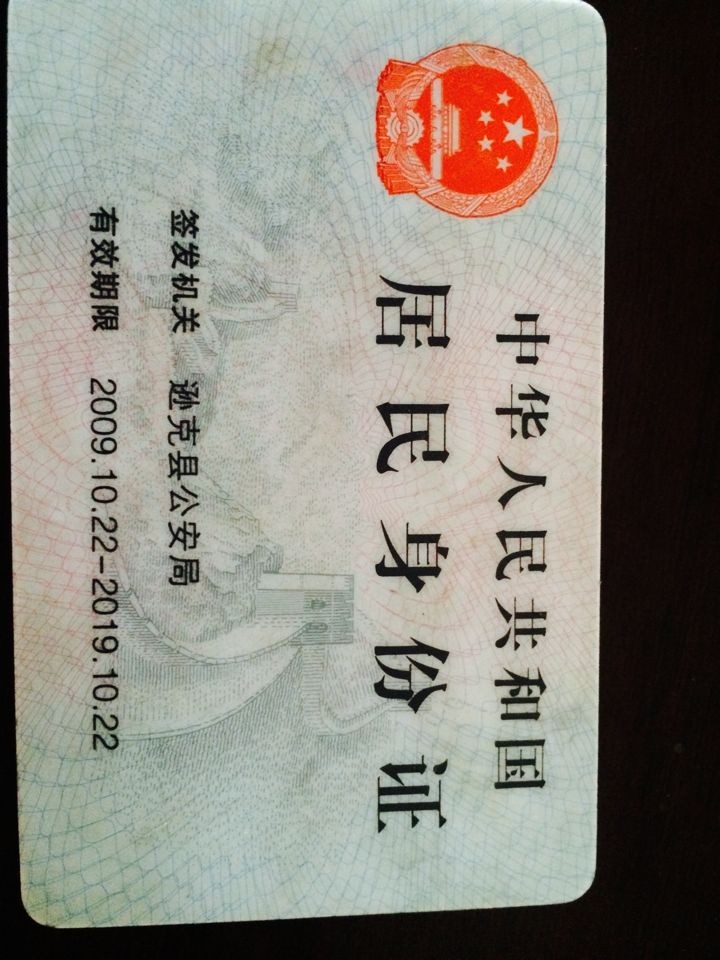 中华人民共和国
居民身份证
签发机关 逊克县公安局
有效期限 2009.10.22-2019.10.22